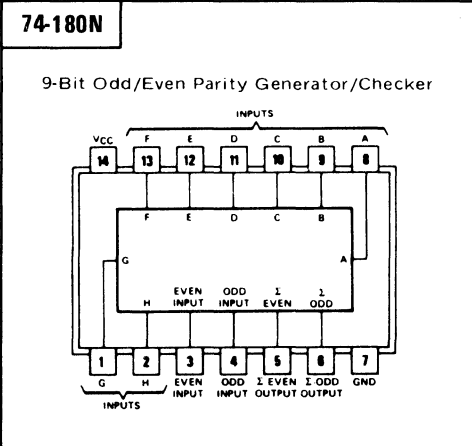 74-180N
9-Bit Odd/Even Parity Generator/Checker
INPUTS
VCC F E D C B A
14 13 12 11 10 9 8
F E D C B
G A
H EVEN INPUT ODD INPUT Σ EVEN Σ ODD
1 2 3 4 5 6 7
G H EVEN INPUT ODD INPUT Σ EVEN OUTPUT Σ ODD OUTPUT GND
INPUTS